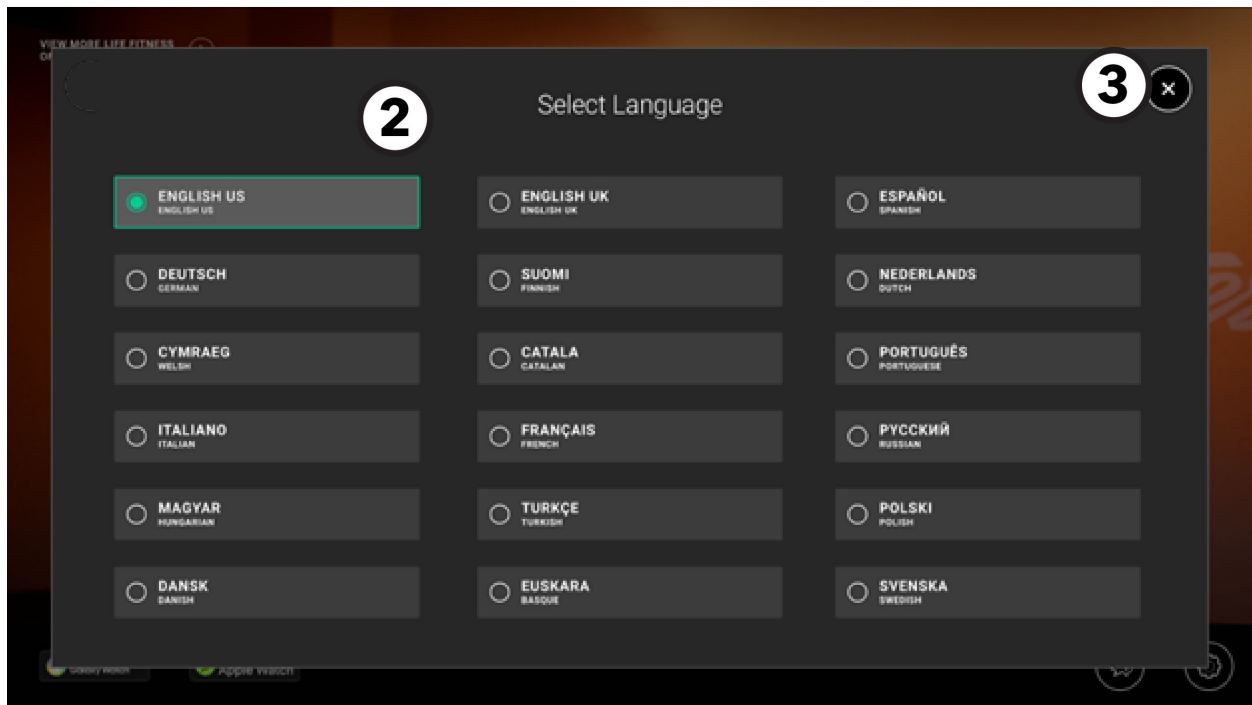 VIEW MORE LIFE FITNESS
2
Select Language
3
ENGLISH US
ENGLISH US
ENGLISH UK
ENGLISH UK
ESPAÑOL
SPANISH
DEUTSCH
GERMAN
SUOMI
FINNISH
NEDERLANDS
DUTCH
CYMRAEG
WELSH
CATALA
CATALAN
PORTUGUÊS
PORTUGUESE
ITALIANO
ITALIAN
FRANÇAIS
FRENCH
РУССКИЙ
RUSSIAN
MAGYAR
HUNGARIAN
TURKÇE
TURKISH
POLSKI
POLISH
DANSK
DANISH
EUSKARA
BASQUE
SVENSKA
SWEDISH
Galaxy Watch
Apple Watch